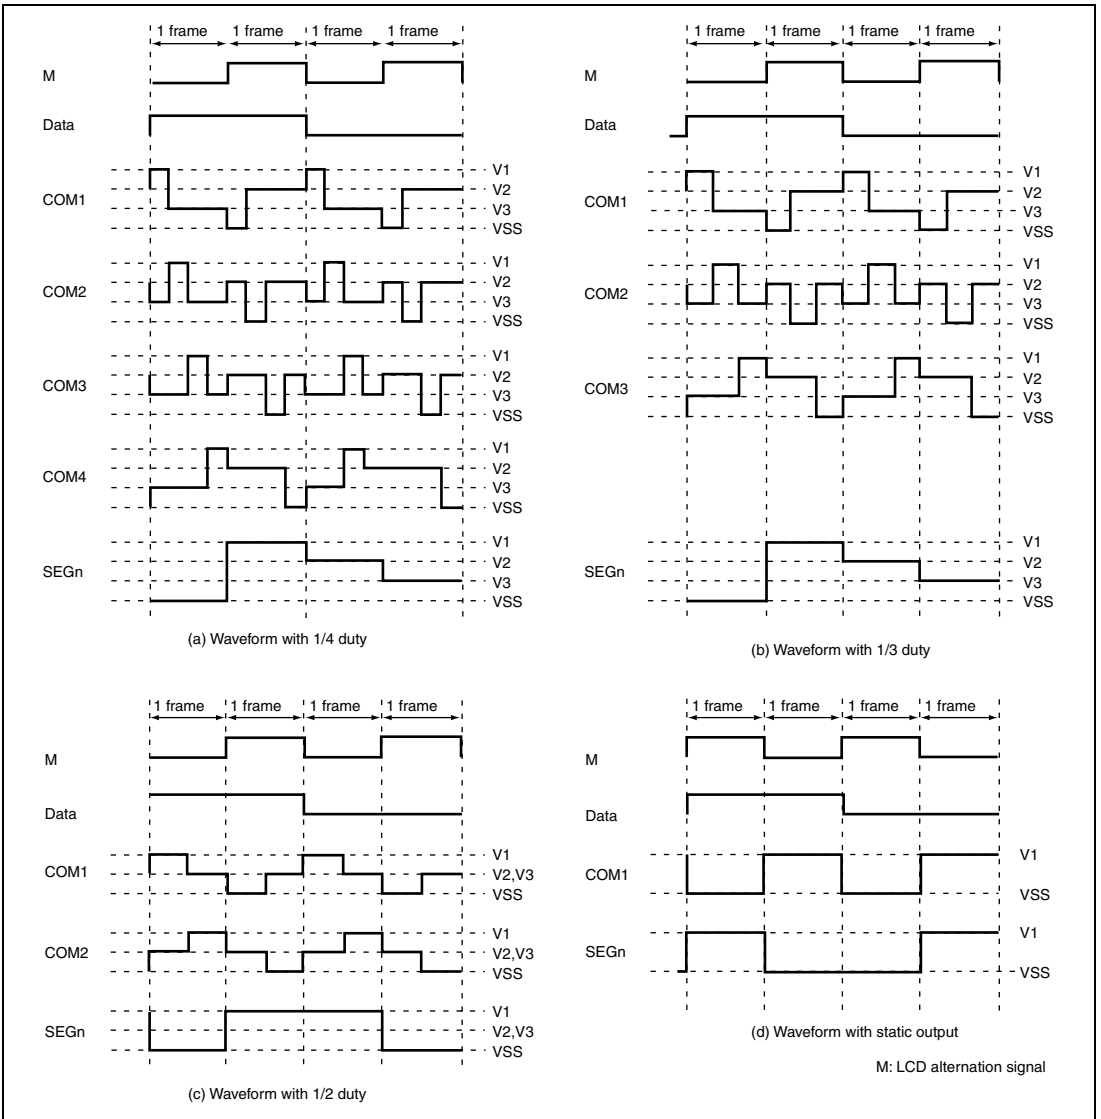 1 frame 1 frame 1 frame 1 frame
M
Data
COM1
V1
V2
V3
VSS
COM2
V1
V2
V3
VSS
COM3
V1
V2
V3
VSS
COM4
V1
V2
V3
VSS
SEGn
V1
V2
V3
VSS
(a) Waveform with 1/4 duty
1 frame 1 frame 1 frame 1 frame
M
Data
COM1
V1
V2
V3
VSS
COM2
V1
V2
V3
VSS
COM3
V1
V2
V3
VSS
SEGn
V1
V2
V3
VSS
(b) Waveform with 1/3 duty
1 frame 1 frame 1 frame 1 frame
M
Data
COM1
V1
V2,V3
VSS
COM2
V1
V2,V3
VSS
SEGn
V1
V2,V3
VSS
(c) Waveform with 1/2 duty
1 frame 1 frame 1 frame 1 frame
M
Data
COM1
V1
VSS
SEGn
V1
VSS
(d) Waveform with static output
M: LCD alternation signal